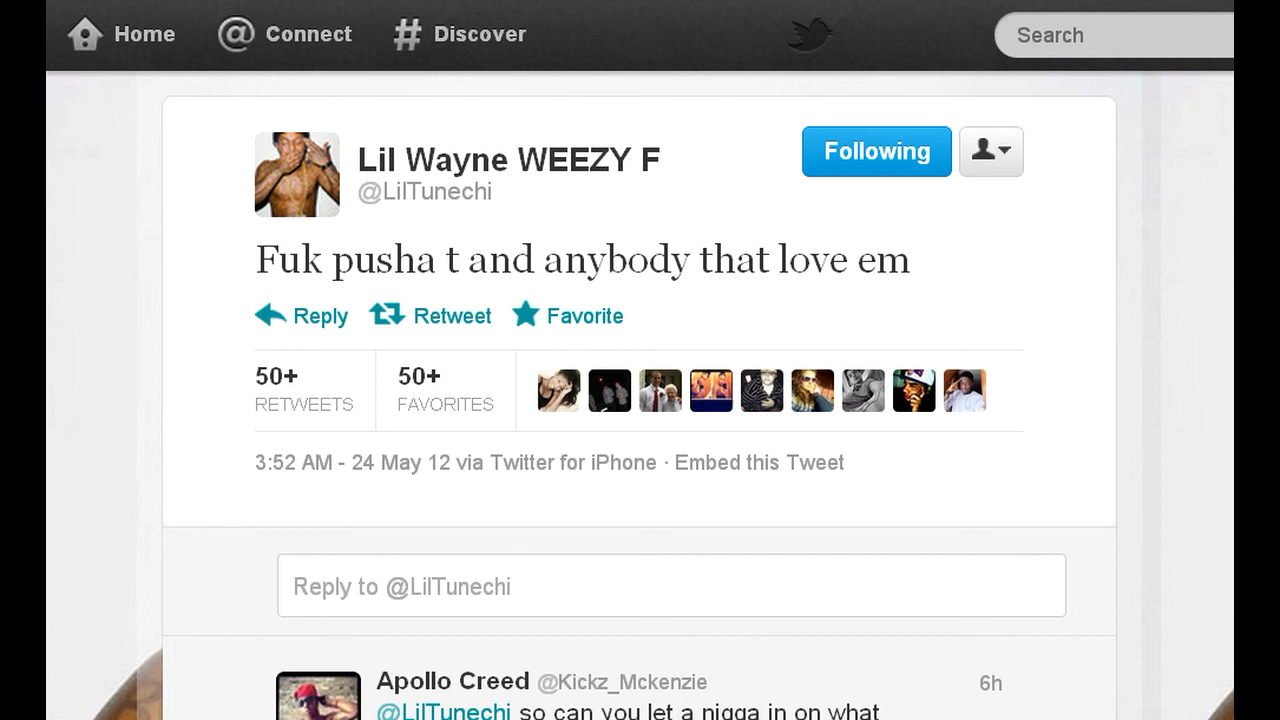 Home @ Connect # Discover Search
Lil Wayne WEEZY F
Following
@LilTunechi
Fuk pusha t and anybody that love em
Reply Retweet Favorite
50+ 50+
RETWEETS FAVORITES
3:52 AM - 24 May 12 via Twitter for iPhone · Embed this Tweet
Reply to @LilTunechi
Apollo Creed @Kickz_Mckenzie 6h
@LilTunechi so can you let a nigga in on what